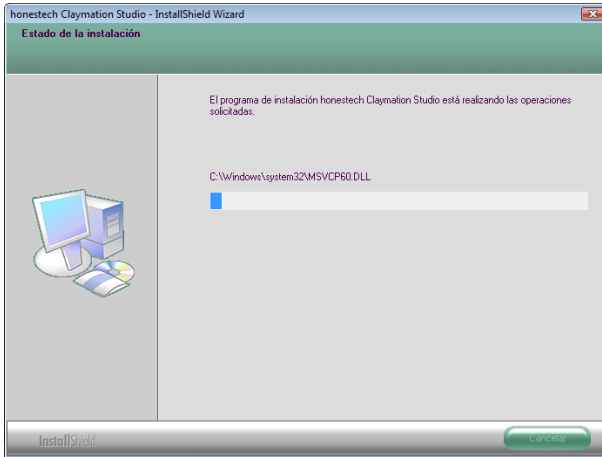 honestech Claymation Studio - InstallShield Wizard
Estado de la instalación
El programa de instalación honestech Claymation Studio está realizando las operaciones
solicitadas.
C:\Windows\system32\MSVCP60.DLL
InstallShield
Cancelar